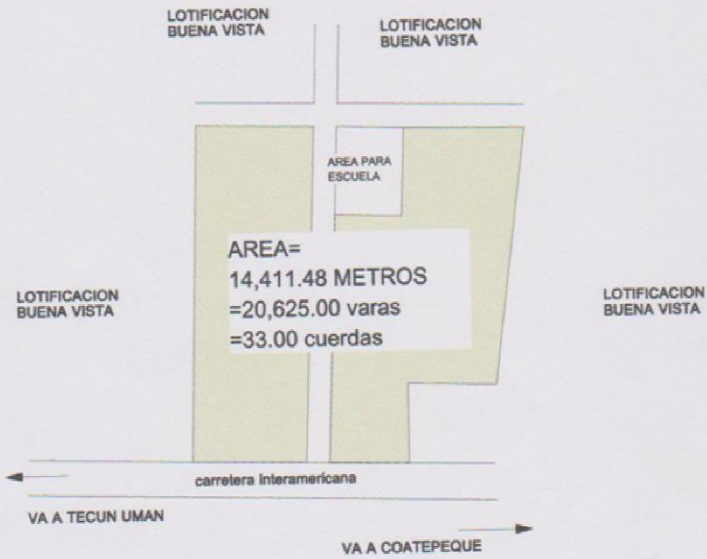 LOTIFICACION
BUENA VISTA
LOTIFICACION
BUENA VISTA
AREA PARA
ESCUELA
AREA=
14,411.48 METROS
=20,625.00 varas
=33.00 cuerdas
LOTIFICACION
BUENA VISTA
LOTIFICACION
BUENA VISTA
carretera interamericana
VA A TECUN UMAN
VA A COATEPEQUE